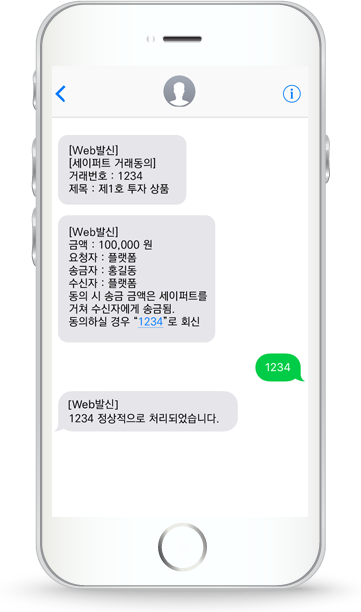 [Web발신]
[세이퍼트 거래동의]
거래번호 : 1234
제목 : 제1호 투자 상품
[Web발신]
금액 : 100,000 원
요청자 : 플랫폼
송금자 : 홍길동
수신자 : 플랫폼
동의 시 송금 금액은 세이퍼트를
거쳐 수신자에게 송금됨.
동의하실 경우 “1234”로 회신
1234
[Web발신]
1234 정상적으로 처리되었습니다.